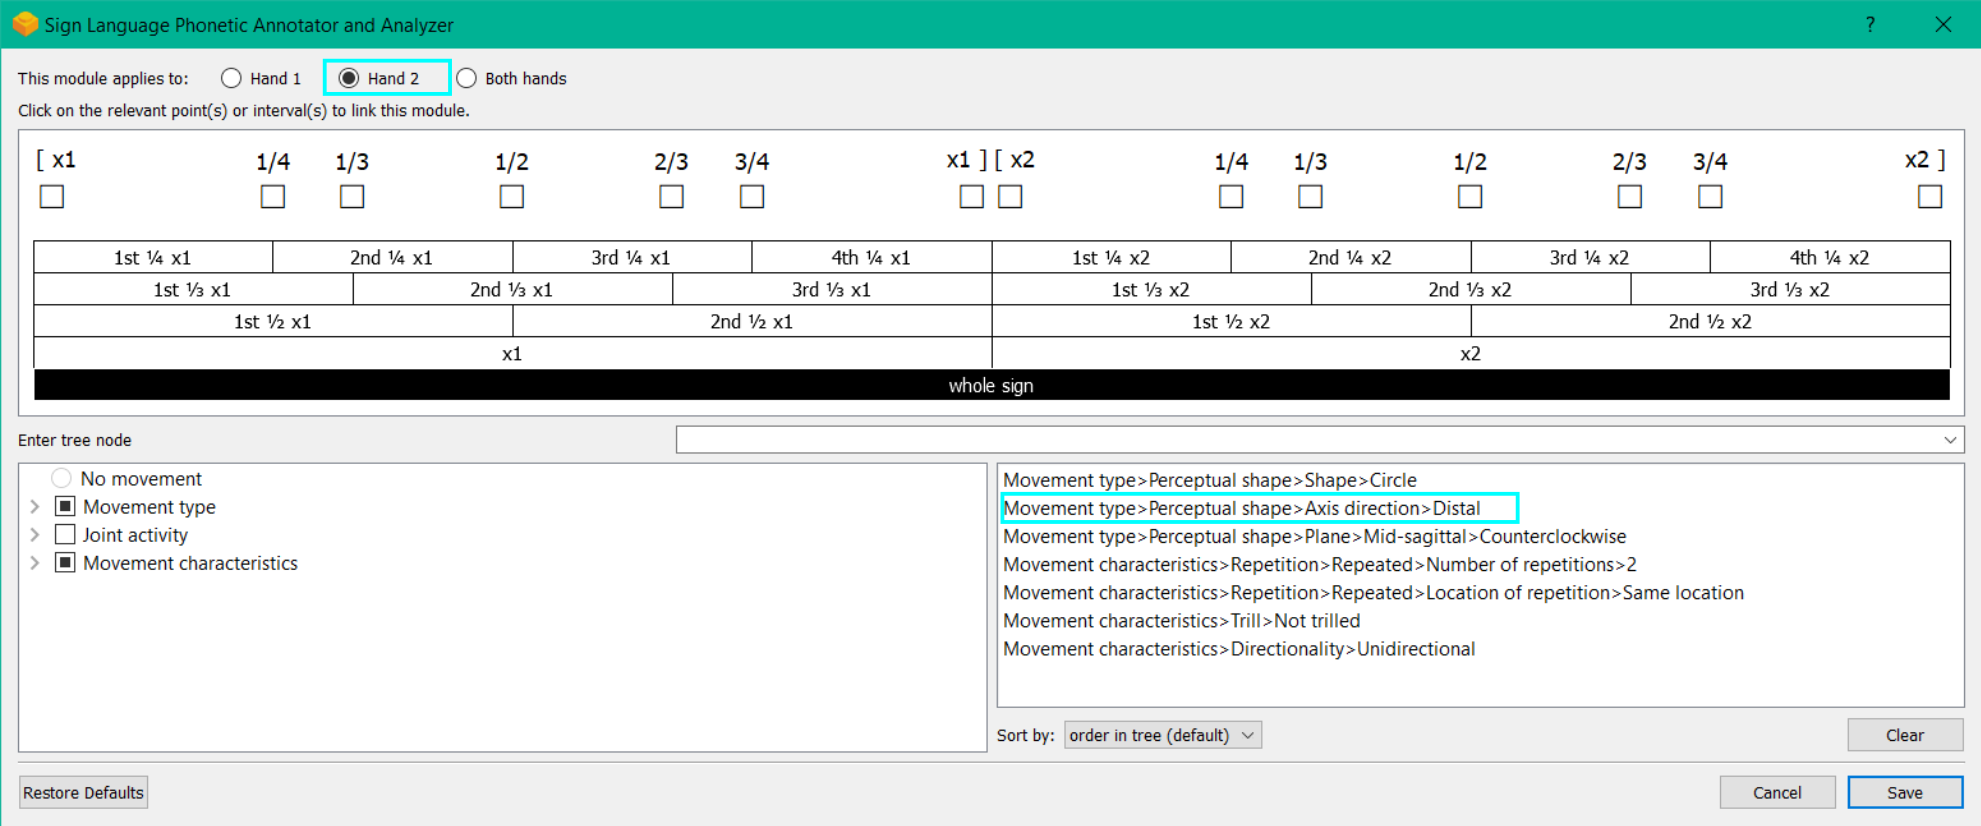 Sign Language Phonetic Annotator and Analyzer ?
This module applies to: Hand 1 Hand 2 Both hands
Click on the relevant point(s) or interval(s) to link this module.
[ x1 1/4 1/3 1/2 2/3 3/4 x1 ] [ x2 1/4 1/3 1/2 2/3 3/4 x2 ]
1st ¼ x1 2nd ¼ x1 3rd ¼ x1 4th ¼ x1 1st ¼ x2 2nd ¼ x2 3rd ¼ x2 4th ¼ x2
1st ⅓ x1 2nd ⅓ x1 3rd ⅓ x1 1st ⅓ x2 2nd ⅓ x2 3rd ⅓ x2
1st ½ x1 2nd ½ x1 1st ½ x2 2nd ½ x2
x1 x2
whole sign
Enter tree node
No movement
Movement type
Joint activity
Movement characteristics
Movement type>Perceptual shape>Shape>Circle
Movement type>Perceptual shape>Axis direction>Distal
Movement type>Perceptual shape>Plane>Mid-sagittal>Counterclockwise
Movement characteristics>Repetition>Repeated>Number of repetitions>2
Movement characteristics>Repetition>Repeated>Location of repetition>Same location
Movement characteristics>Trill>Not trilled
Movement characteristics>Directionality>Unidirectional
Sort by: order in tree (default) Clear
Restore Defaults Cancel Save